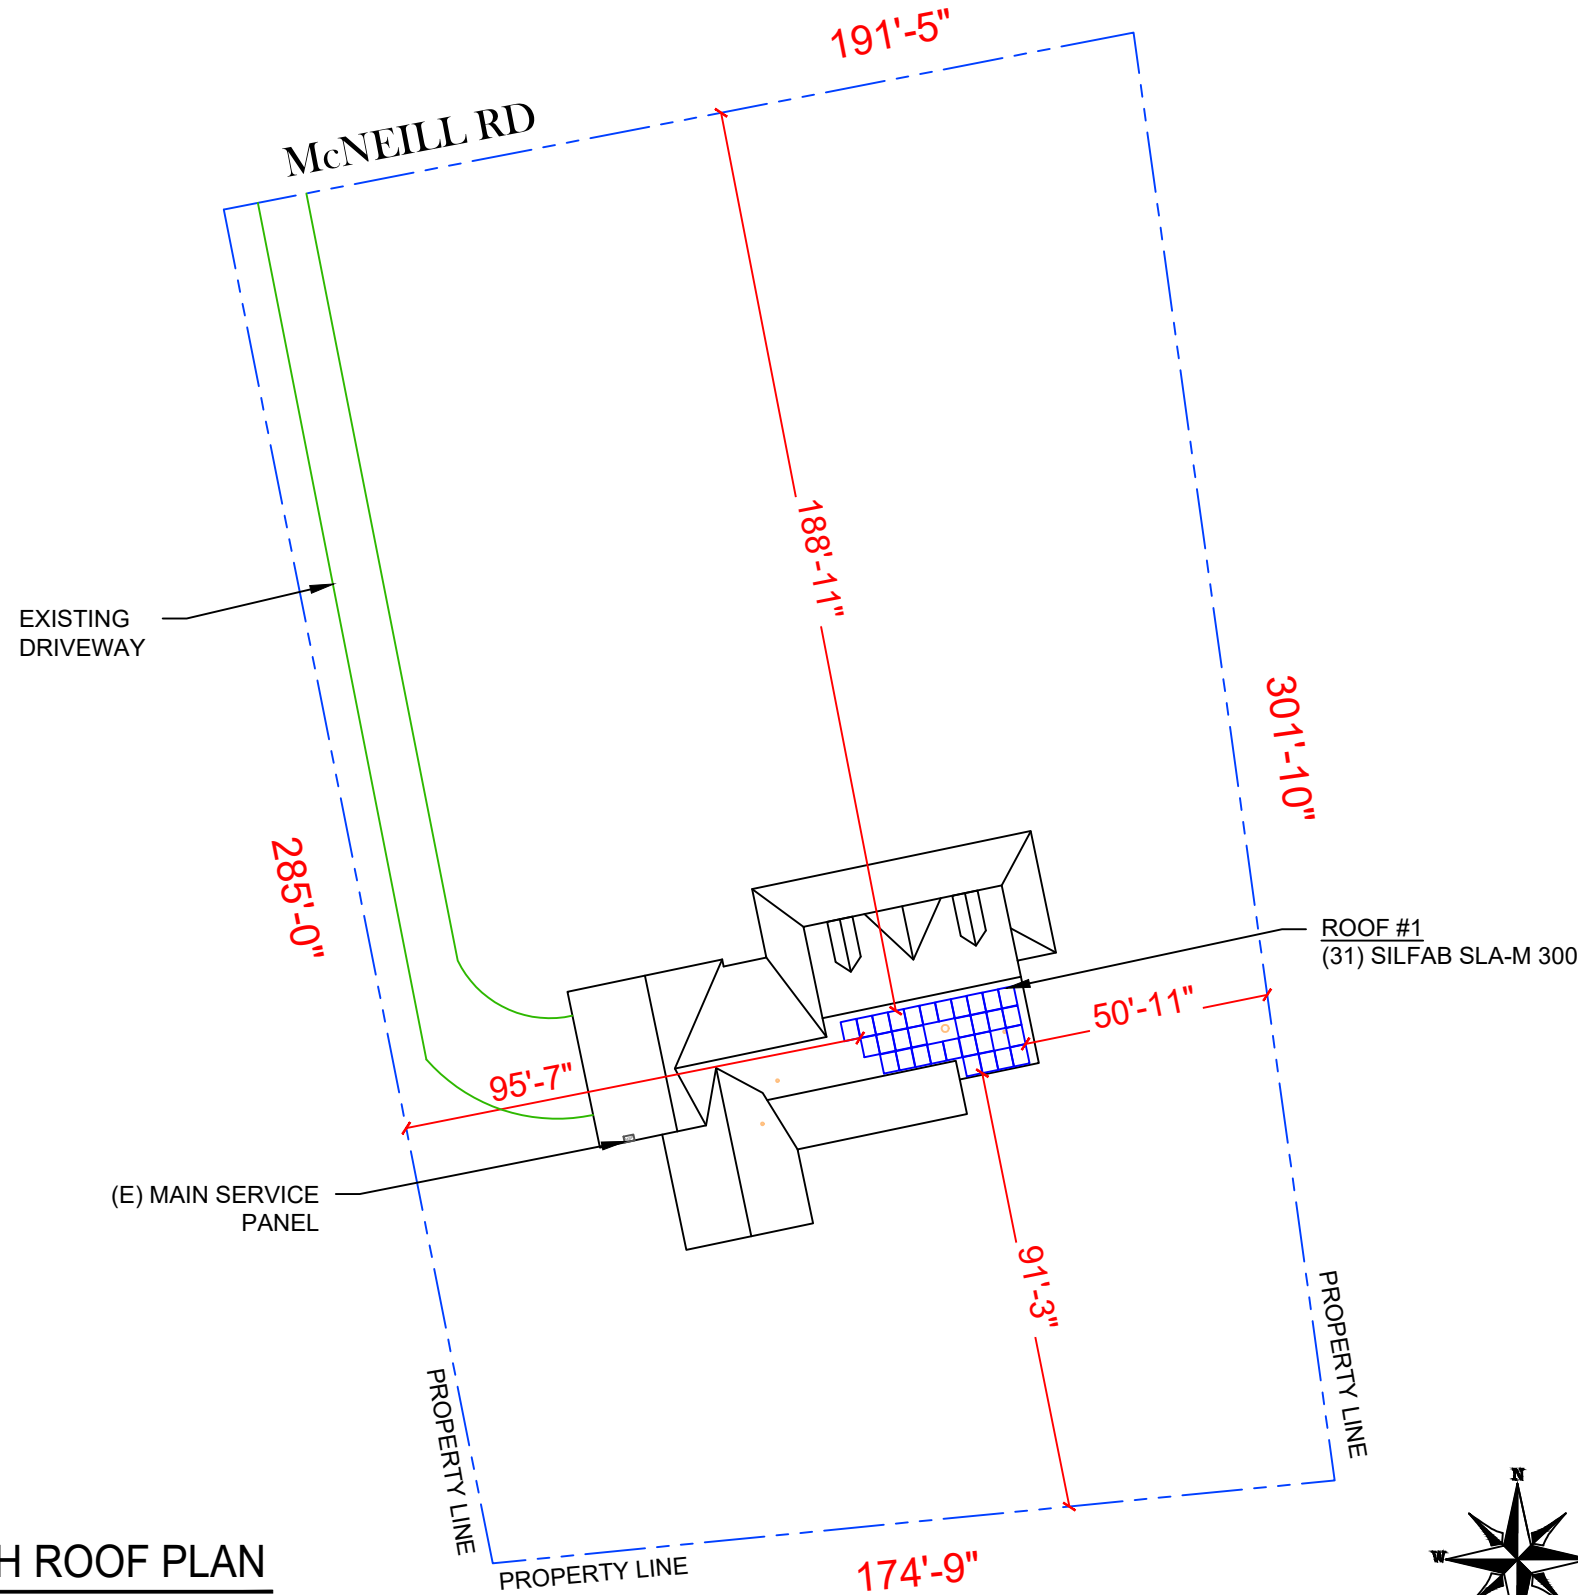 191'-5"
McNEILL RD
188'-11"
EXISTING
DRIVEWAY
301'-10"
285'-0"
ROOF #1
(31) SILFAB SLA-M 300
50'-11"
95'-7"
(E) MAIN SERVICE
PANEL
91'-3"
PROPERTY LINE
PROPERTY LINE
N
W
H ROOF PLAN
PROPERTY LINE
174'-9"